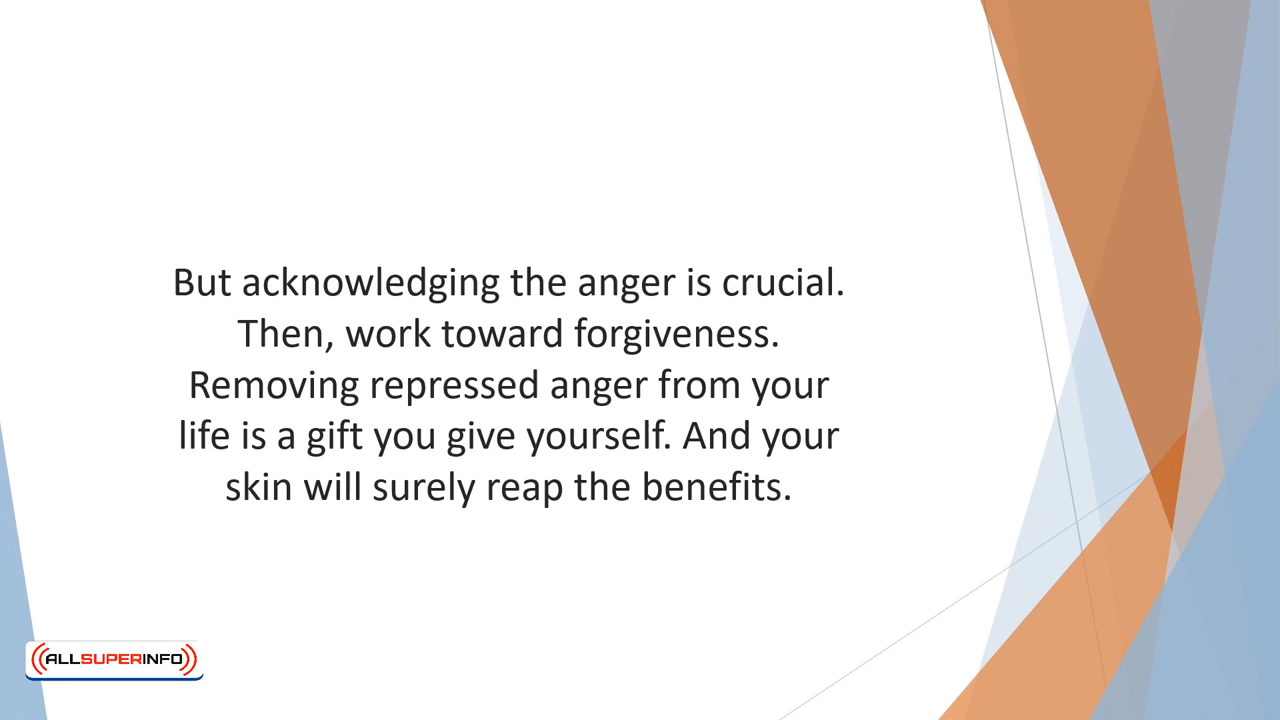 But acknowledging the anger is crucial.
Then, work toward forgiveness.
Removing repressed anger from your
life is a gift you give yourself. And your
skin will surely reap the benefits.
ALLSUPERINFO